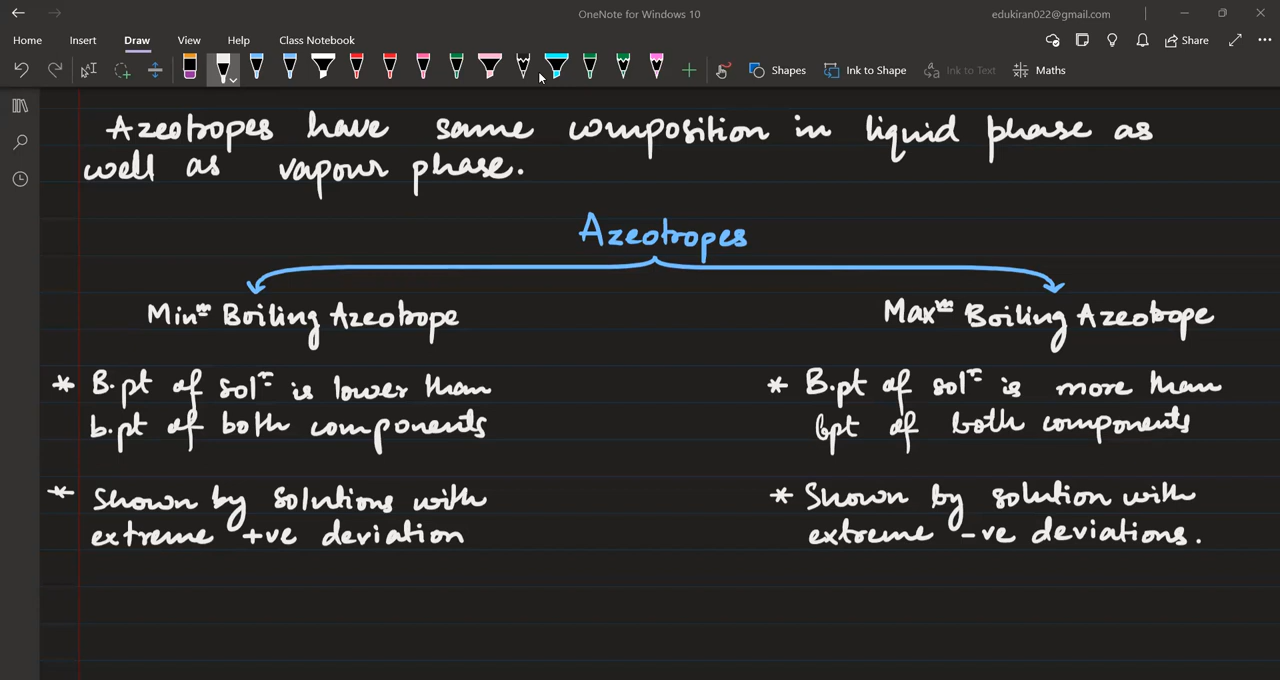 OneNote for Windows 10
edukiran022@gmail.com
Home Insert Draw View Help Class Notebook
Share
Shapes Ink to Shape Ink to Text Maths
Azeotropes have same composition in liquid phase as
well as vapour phase.
Azeotropes
Minᵐ Boiling Azeotrope
* B.pt of solⁿ is lower than
b.pt of both components
* Shown by solutions with
extreme +ve deviation
Maxᵐ Boiling Azeotrope
* B.pt of solⁿ is more than
bpt of both components
* Shown by solution with
extreme -ve deviations.